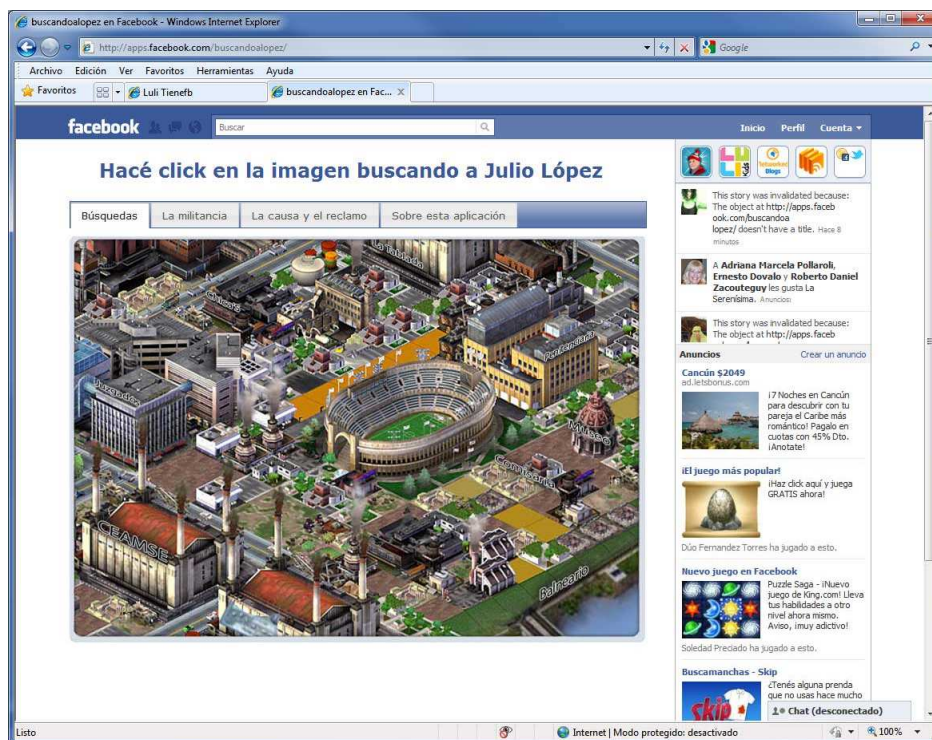 buscandoalopez en Facebook - Windows Internet Explorer
http://apps.facebook.com/buscandoalopez/
Google
Archivo Edición Ver Favoritos Herramientas Ayuda
Favoritos
Luli Tienefb
buscandoalopez en Fac...
facebook
Buscar
Inicio Perfil Cuenta
Hacé click en la imagen buscando a Julio López
Búsquedas
La militancia
La causa y el reclamo
Sobre esta aplicación
La Tablada
Chicas
Penitenciaria
Juzgados
Museo
Comisaria
CEAMSE
Balneario
Blogs
This story was invalidated because:
The object at http://apps.faceb
ook.com/buscandoa
lopez/ doesn't have a title. Hace 8
minutos
A Adriana Marcela Pollaroli,
Ernesto Dovalo y Roberto Daniel
Zacouteguy les gusta La
Serenísima. Anuncios:
This story was invalidated because:
The object at http://apps.faceb
Anuncios
Crear un anuncio
Cancún $2049
ad.letsbonus.com
¡7 Noches en Cancún
para descubrir con tu
pareja el Caribe más
romántico! Pagalo en
cuotas con 45% Dto.
¡Anotate!
¡El juego más popular!
¡Haz click aquí y juega
GRATIS ahora!
Dúo Fernandez Torres ha jugado a esto.
Nuevo juego en Facebook
Puzzle Saga - ¡Nuevo
juego de King.com! Lleva
tus habilidades a otro
nivel ahora mismo.
Aviso, ¡muy adictivo!
Soledad Preciado ha jugado a esto.
Buscamanchas - Skip
¿Tenés alguna prenda
que no usas hace mucho
skip
Chat (desconectado)
Listo
Internet | Modo protegido: desactivado
100%